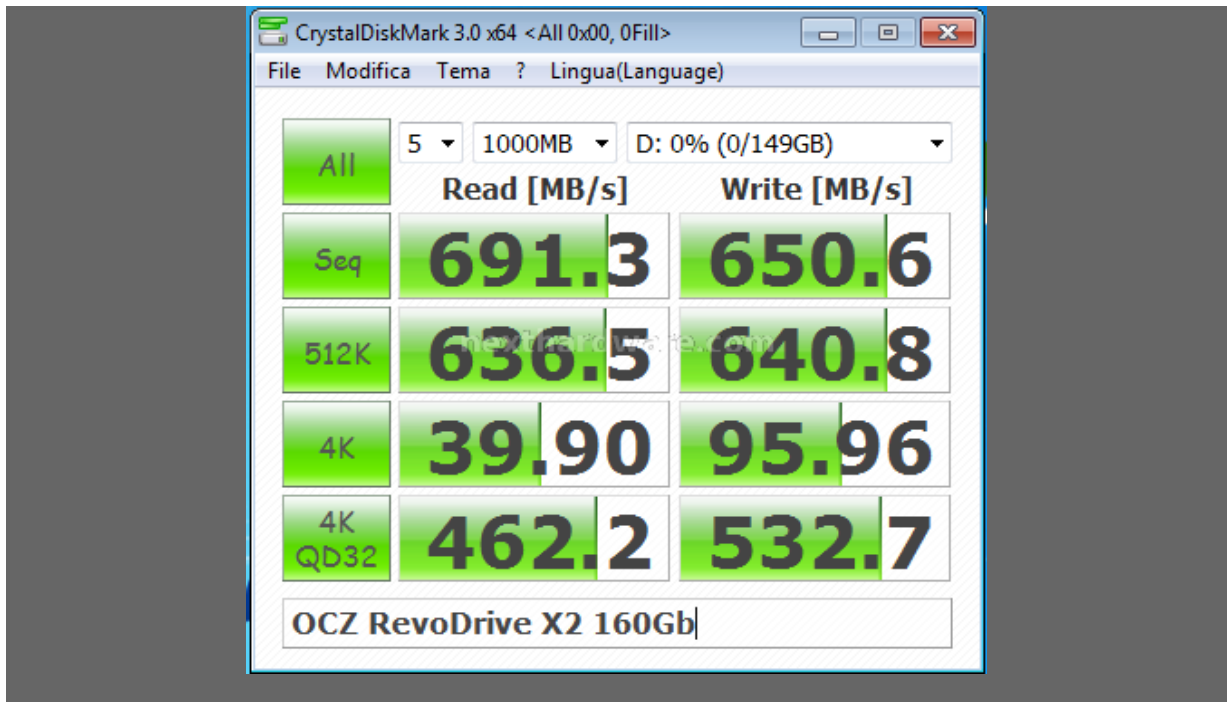 CrystalDiskMark 3.0 x64 <All 0x00, 0Fill>
File Modifica Tema ? Lingua(Language)
All 5 1000MB D: 0% (0/149GB)
Read [MB/s] Write [MB/s]
Seq 691.3 650.6
512K 636.5 640.8
nexthardware.com
4K 39.90 95.96
4K QD32 462.2 532.7
OCZ RevoDrive X2 160Gb